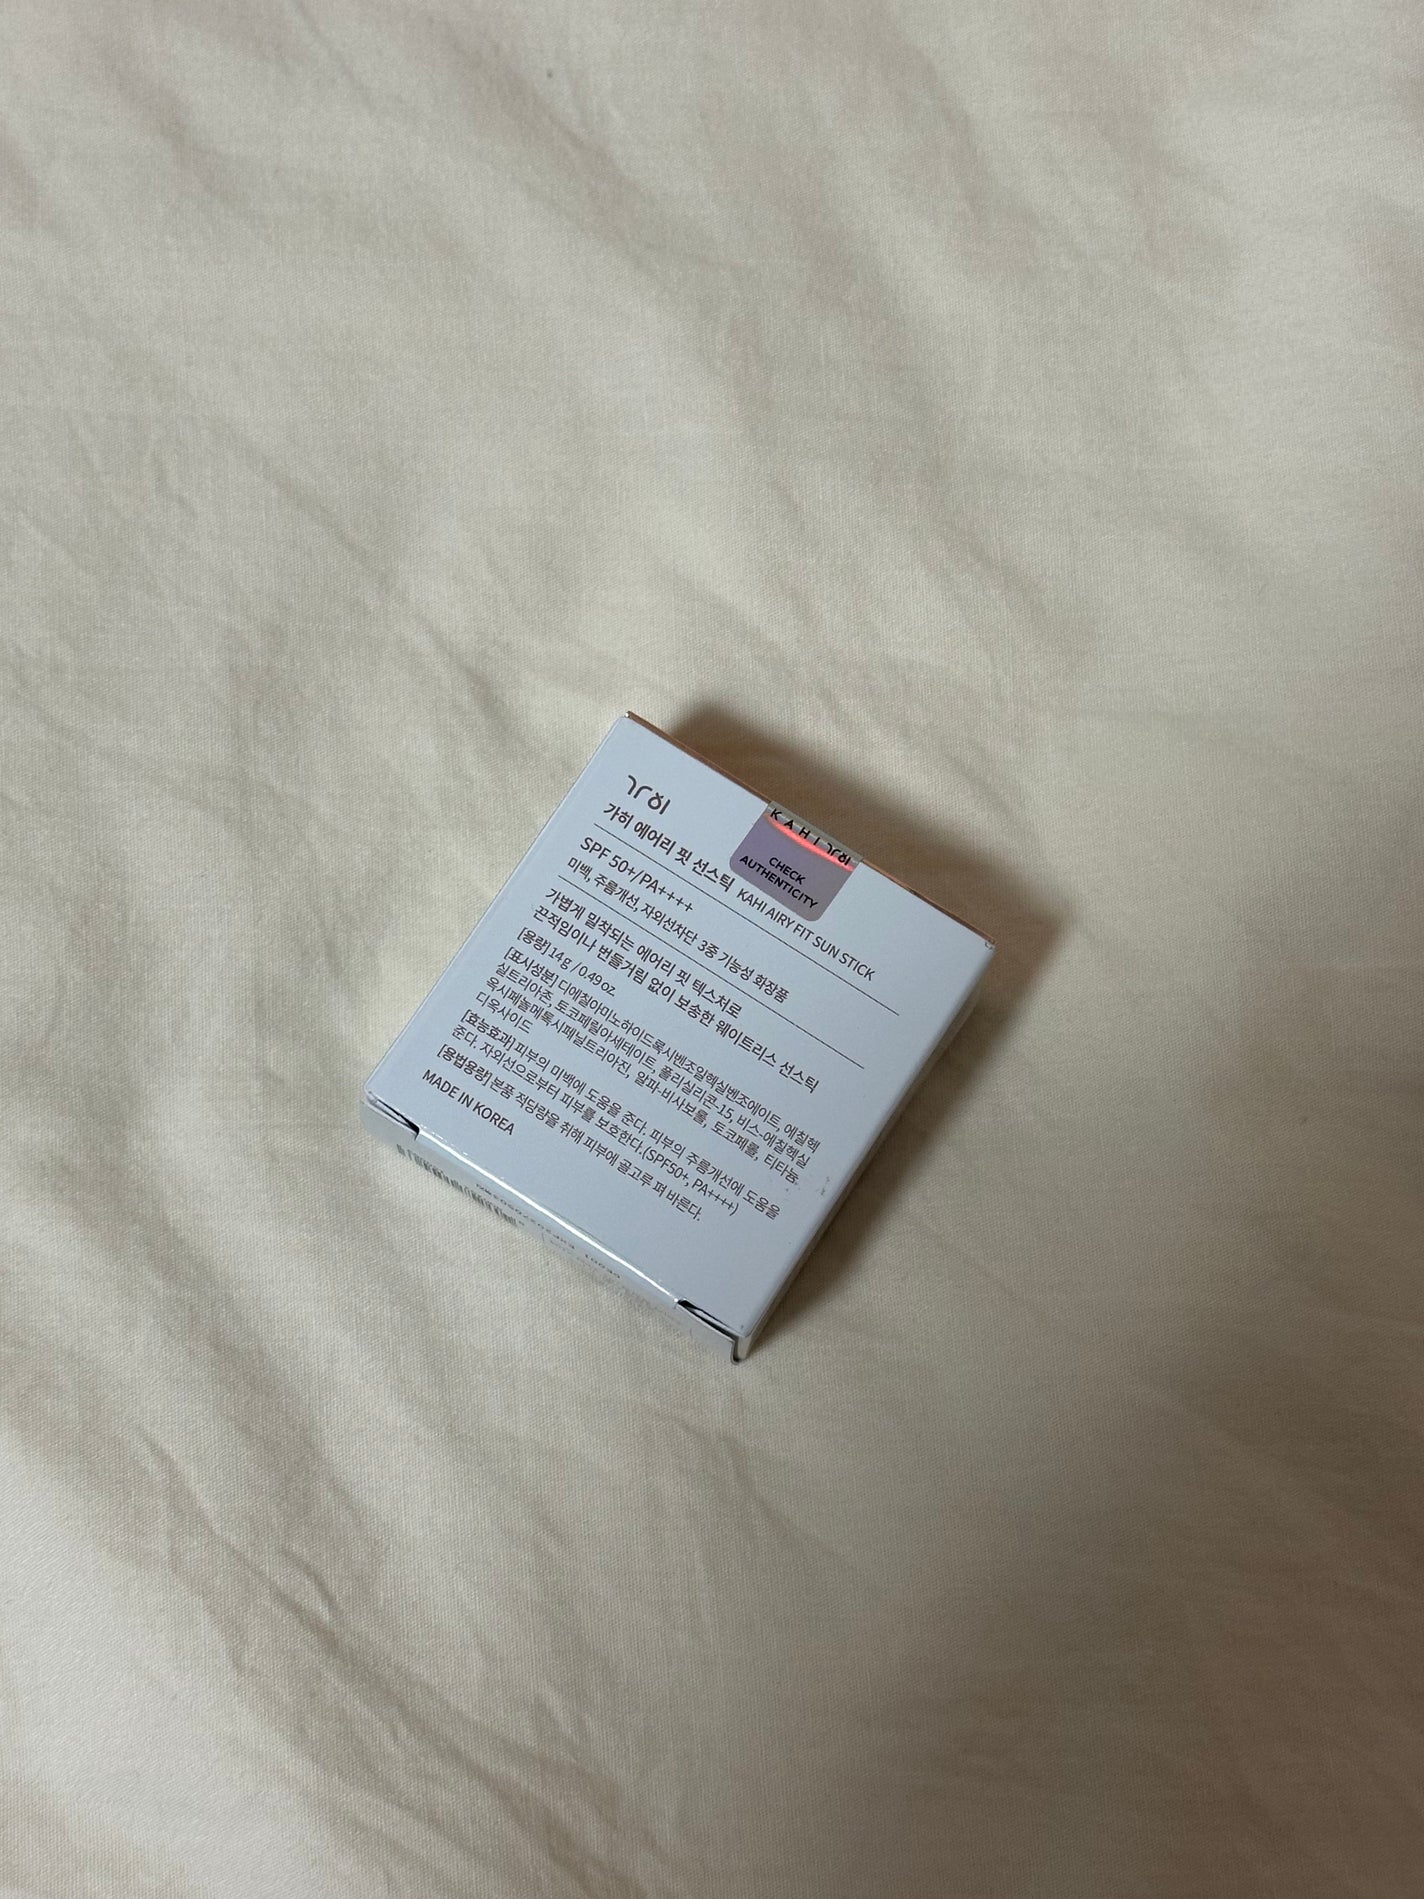 가히
가히 에어리 핏 선스틱 KAHI AIRY FIT SUN STICK
KAHI 가히
CHECK
AUTHENTICITY
SPF 50+/PA++++
미백, 주름개선, 자외선차단 3중 기능성 화장품
가볍게 밀착되는 에어리 핏 텍스처로
끈적임이나 번들거림 없이 보송한 웨이트리스 선스틱
[용량] 14 g / 0.49 oz
[표시성분] 디에칠아미노하이드록시벤조일헥실벤조에이트, 에칠헥
실트리아존, 토코페릴아세테이트, 폴리실리콘-15, 비스-에칠헥실
옥시페놀메톡시페닐트리아진, 알파-비사보롤, 토코페롤, 티타늄
디옥사이드
[효능효과] 피부의 미백에 도움을 준다. 피부의 주름개선에 도움을
준다. 자외선으로부터 피부를 보호한다.(SPF50+, PA++++)
[용법용량] 본품 적당량을 취해 피부에 골고루 펴 바른다.
MADE IN KOREA